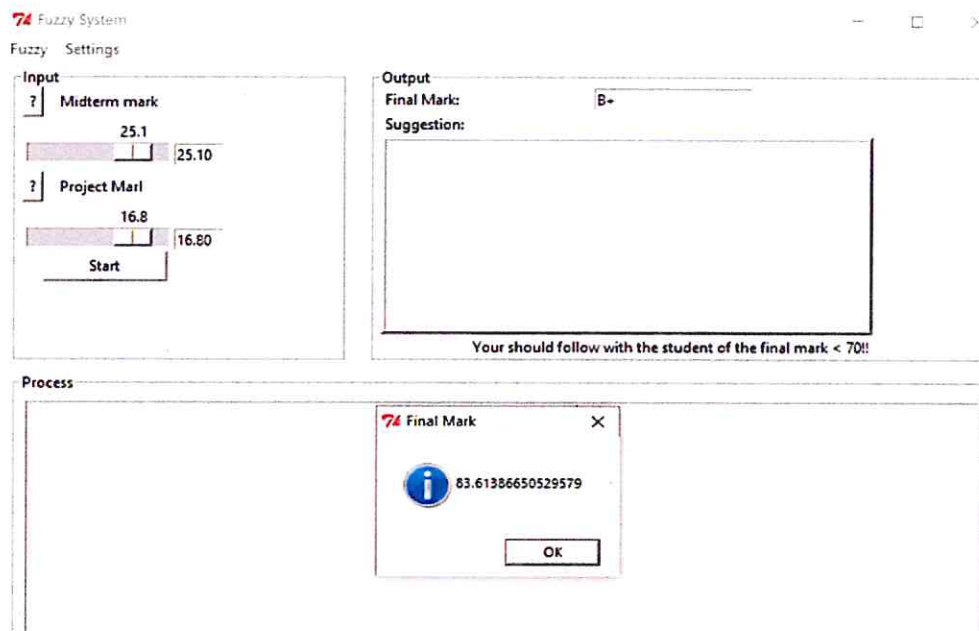 Fuzzy System
Fuzzy Settings
Input
? Midterm mark
25.1
25.10
? Project Marl
16.8
16.80
Start
Output
Final Mark: B+
Suggestion:
Your should follow with the student of the final mark < 70!!
Process
Final Mark
83.61386650529579
OK